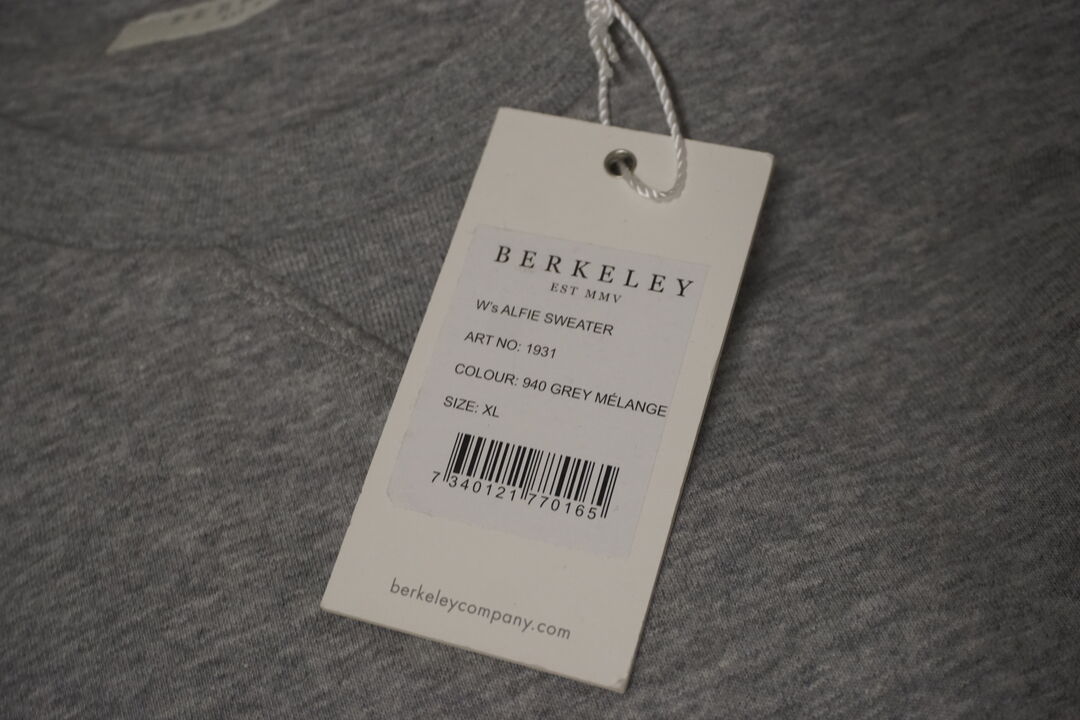 BERKELEY
EST MMV
W's ALFIE SWEATER
ART NO: 1931
COLOUR: 940 GREY MÉLANGE
SIZE: XL
7 340121 770165
berkeleycompany.com